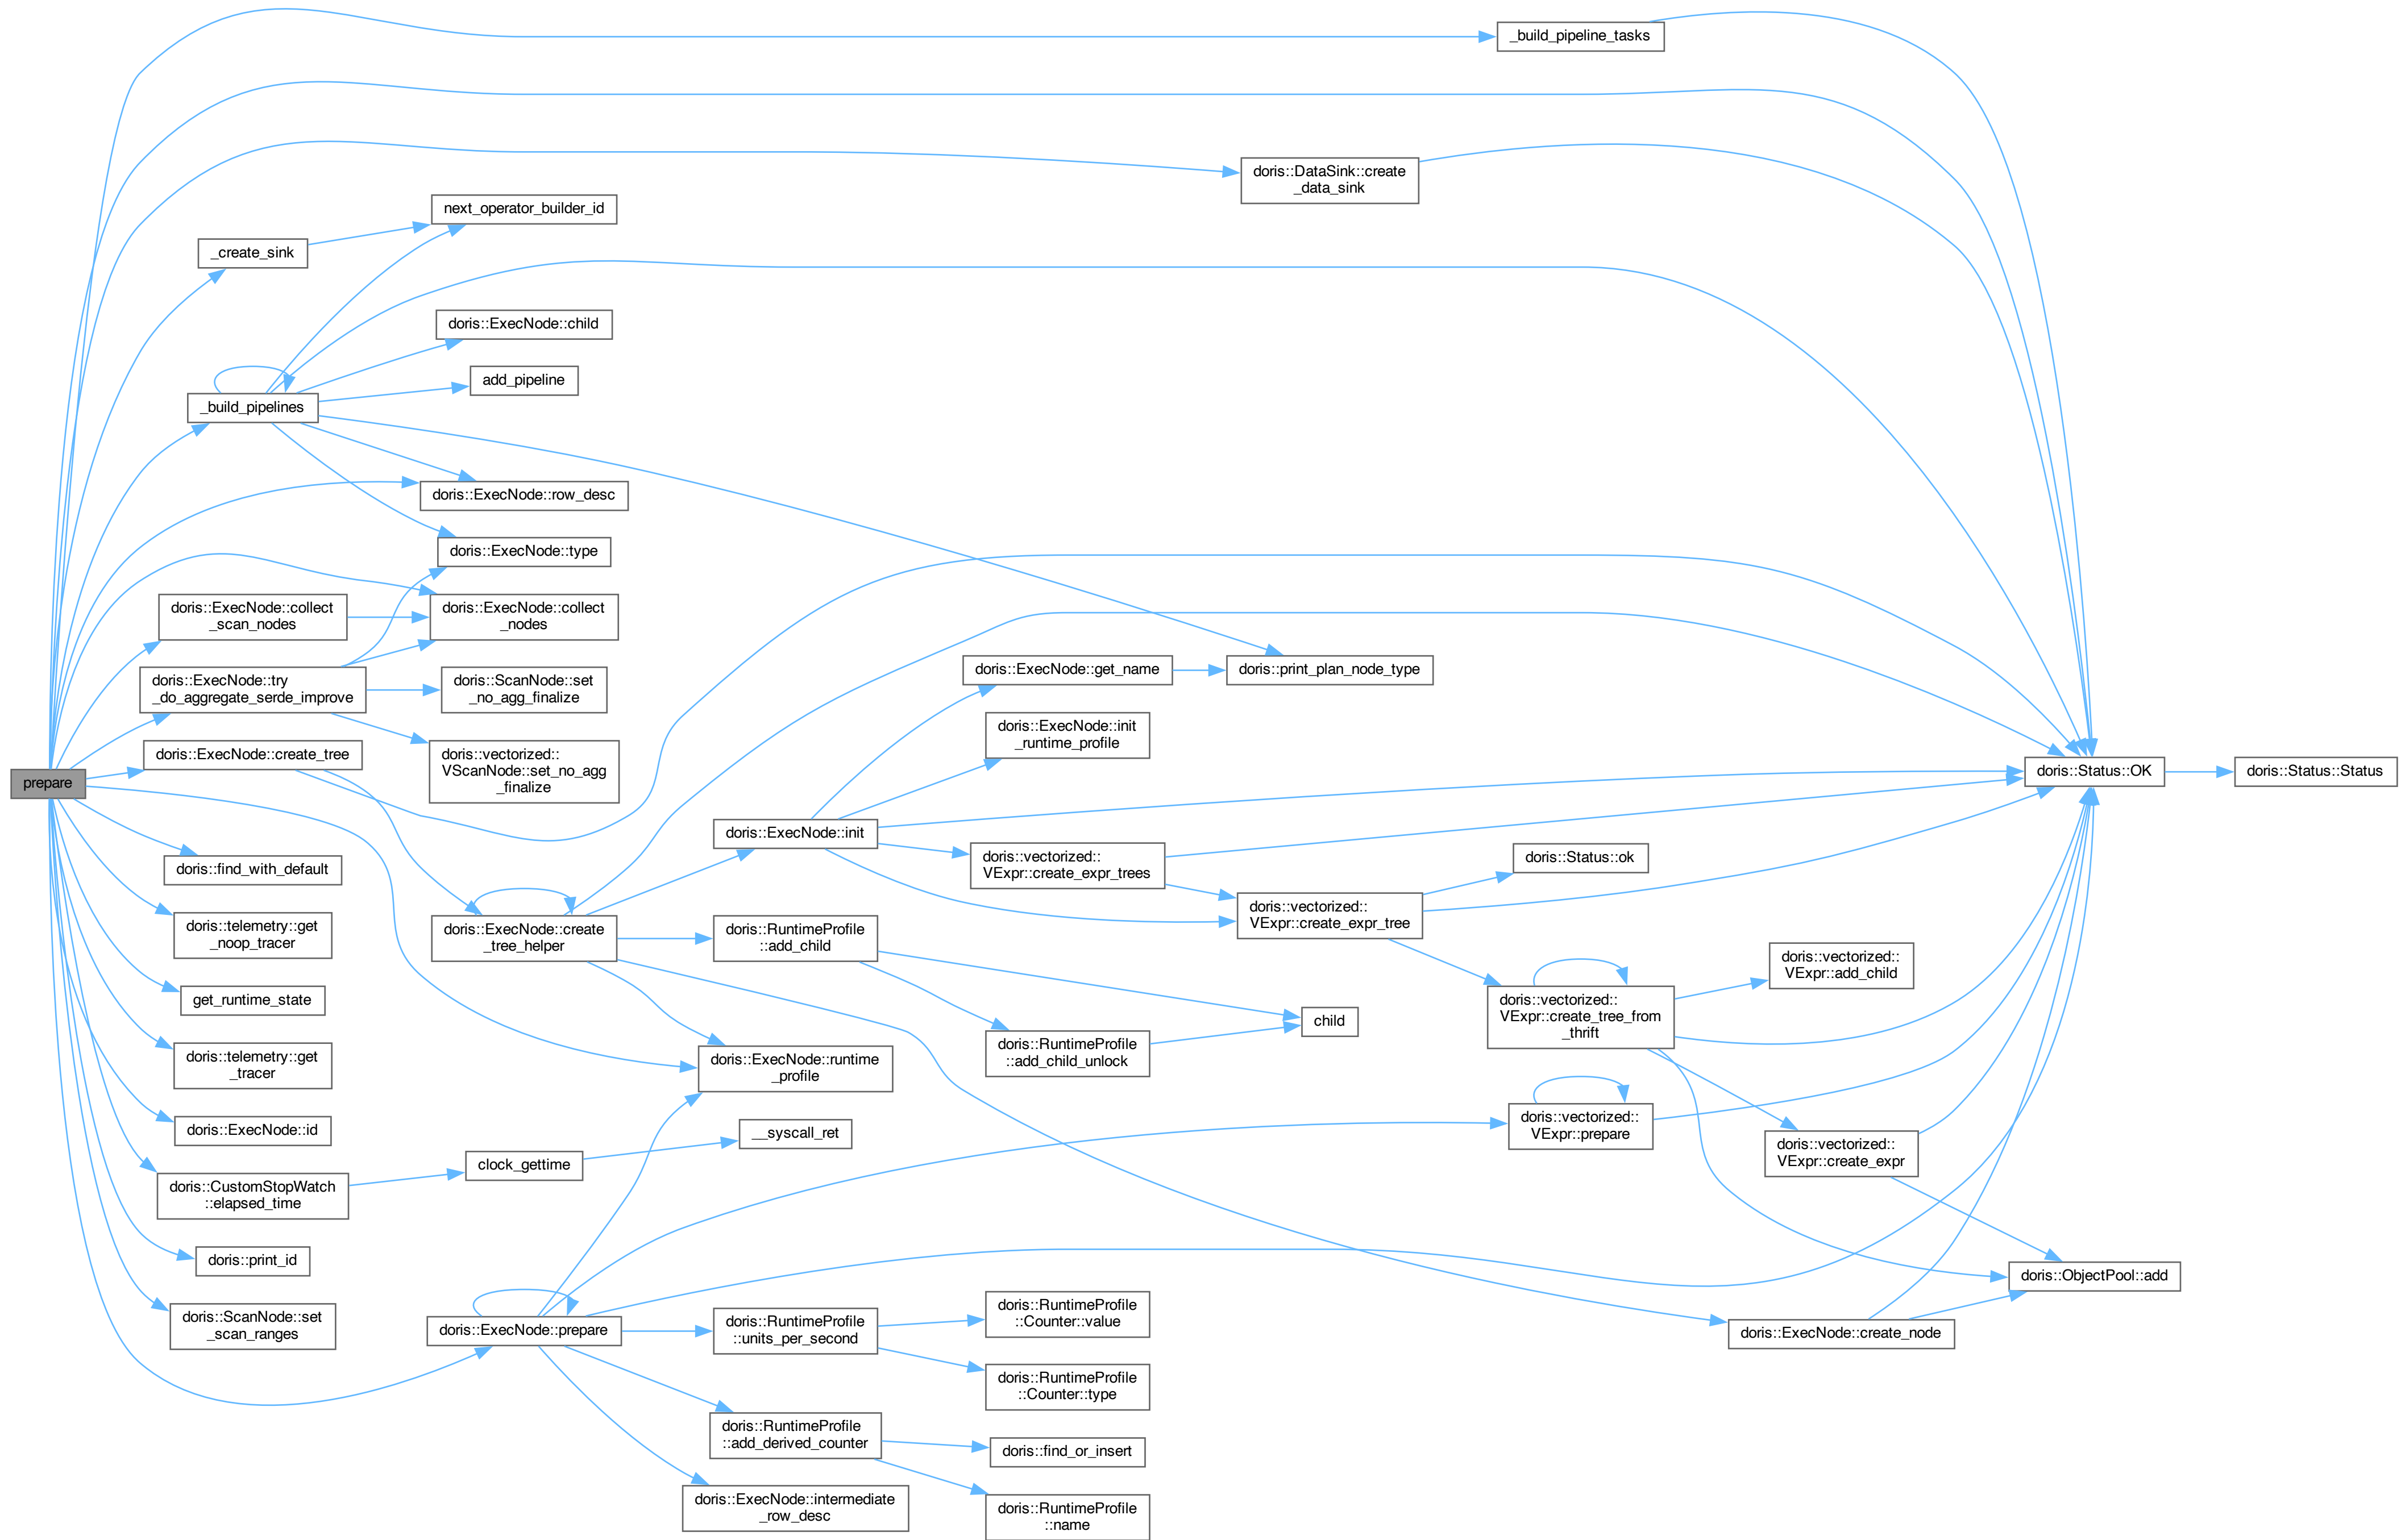 _build_pipeline_tasks
doris::DataSink::create
_data_sink
next_operator_builder_id
_create_sink
doris::ExecNode::child
add_pipeline
_build_pipelines
doris::ExecNode::row_desc
doris::ExecNode::type
doris::ExecNode::collect
_scan_nodes
doris::ExecNode::collect
_nodes
doris::ExecNode::get_name
doris::print_plan_node_type
doris::ExecNode::try
_do_aggregate_serde_improve
doris::ScanNode::set
_no_agg_finalize
doris::ExecNode::init
_runtime_profile
doris::ExecNode::create_tree
doris::vectorized::
VScanNode::set_no_agg
_finalize
prepare
doris::Status::OK
doris::Status::Status
doris::ExecNode::init
doris::find_with_default
doris::vectorized::
VExpr::create_expr_trees
doris::Status::ok
doris::telemetry::get
_noop_tracer
doris::ExecNode::create
_tree_helper
doris::RuntimeProfile
::add_child
doris::vectorized::
VExpr::create_expr_tree
doris::vectorized::
VExpr::add_child
get_runtime_state
doris::vectorized::
VExpr::create_tree_from
_thrift
child
doris::RuntimeProfile
::add_child_unlock
doris::telemetry::get
_tracer
doris::ExecNode::runtime
_profile
doris::ExecNode::id
__syscall_ret
doris::vectorized::
VExpr::prepare
clock_gettime
doris::vectorized::
VExpr::create_expr
doris::CustomStopWatch
::elapsed_time
doris::print_id
doris::ObjectPool::add
doris::ScanNode::set
_scan_ranges
doris::ExecNode::prepare
doris::RuntimeProfile
::units_per_second
doris::RuntimeProfile
::Counter::value
doris::ExecNode::create_node
doris::RuntimeProfile
::Counter::type
doris::RuntimeProfile
::add_derived_counter
doris::find_or_insert
doris::ExecNode::intermediate
_row_desc
doris::RuntimeProfile
::name